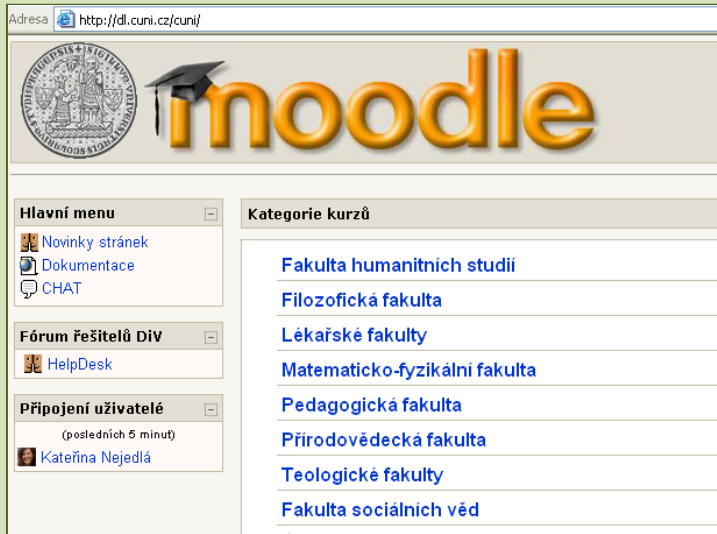 Adresa http://dl.cuni.cz/cuni/
moodle
Hlavní menu
Novinky stránek
Dokumentace
CHAT
Fórum řešitelů DiV
HelpDesk
Připojení uživatelé
(posledních 5 minut)
Kateřina Nejedlá
Kategorie kurzů
Fakulta humanitních studií
Filozofická fakulta
Lékařské fakulty
Matematicko-fyzikální fakulta
Pedagogická fakulta
Přírodovědecká fakulta
Teologické fakulty
Fakulta sociálních věd